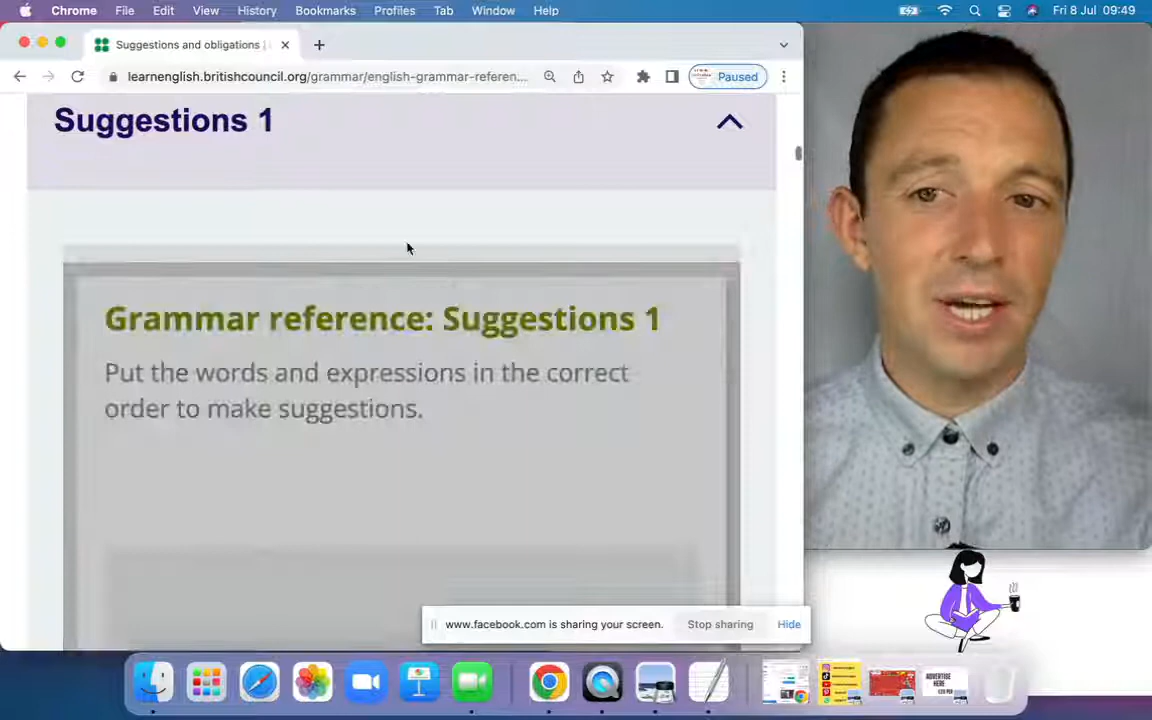 Chrome File Edit View History Bookmarks Profiles Tab Window Help Fri 8 Jul 09:49
Suggestions and obligations |
learnenglish.britishcouncil.org/grammar/english-grammar-referen... Paused
Suggestions 1
Grammar reference: Suggestions 1
Put the words and expressions in the correct
order to make suggestions.
www.facebook.com is sharing your screen. Stop sharing Hide
ADVERTISE
HERE